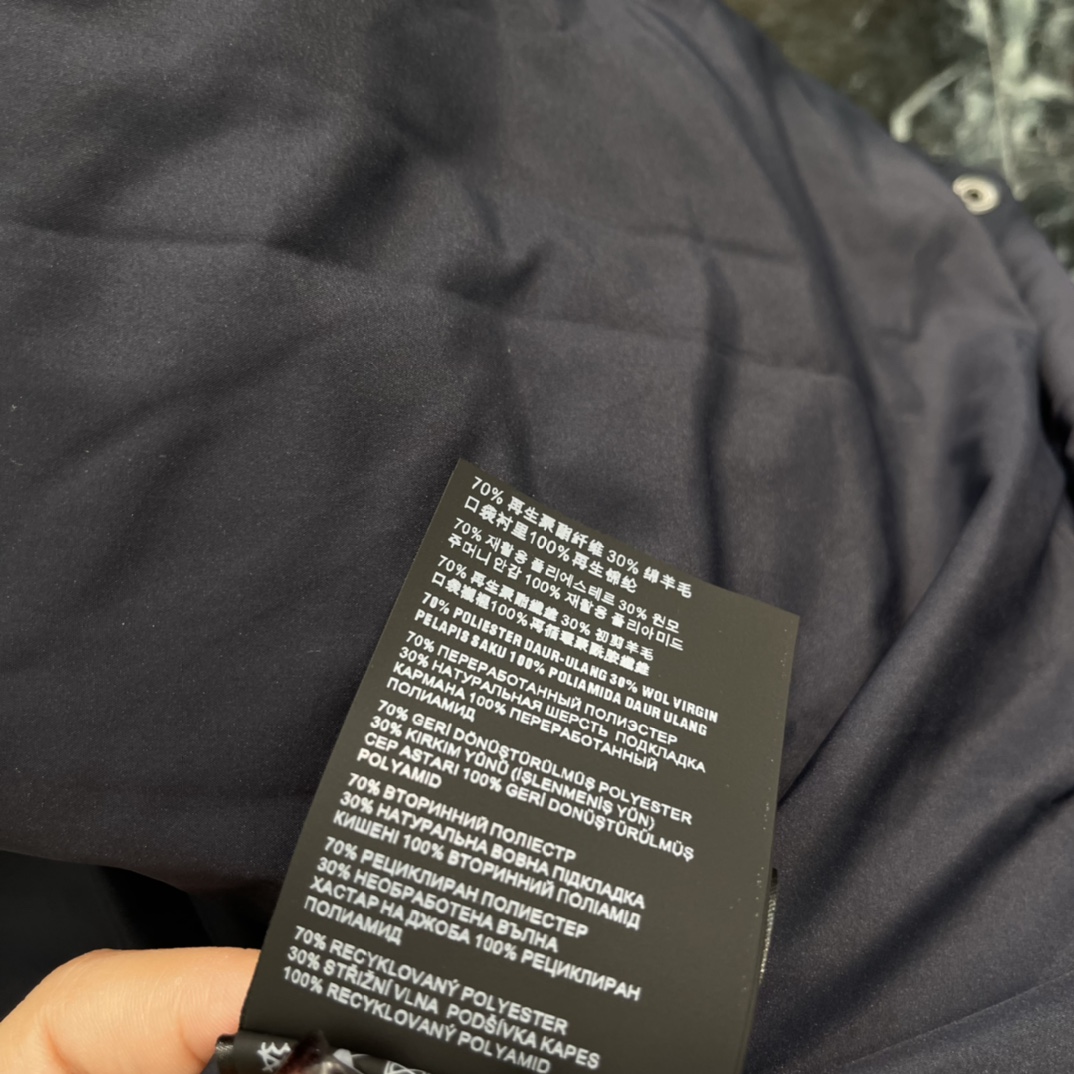 70% 再生聚酯纤维 30% 绵羊毛
口袋衬里100% 再生锦纶
70% 재활용 폴리에스테르 30% 원모
주머니 안감 100% 재활용 폴리아미드
70% 再生聚酯纖維 30% 初剪羊毛
口袋襯裡100%再循環聚酰胺纖維
70% POLIESTER DAUR-ULANG 30% WOL VIRGIN
PELAPIS SAKU 100% POLIAMIDA DAUR ULANG
70% ПЕРЕРАБОТАННЫЙ ПОЛИЭСТЕР
30% НАТУРАЛЬНАЯ ШЕРСТЬ ПОДКЛАДКА
КАРМАНА 100% ПЕРЕРАБОТАННЫЙ
ПОЛИАМИД
70% GERİ DÖNÜŞTÜRÜLMÜŞ POLYESTER
30% KIRKIM YÜNÜ (İŞLENMENİŞ YÜN)
CEP ASTARI 100% GERİ DÖNÜŞTÜRÜLMÜŞ
POLYAMID
70% ВТОРИННИЙ ПОЛІЕСТР
30% НАТУРАЛЬНА ВОВНА ПІДКЛАДКА
КИШЕНІ 100% ВТОРИННИЙ ПОЛІАМІД
70% РЕЦИКЛИРАН ПОЛИЕСТЕР
30% НЕОБРАБОТЕНА ВЪЛНА
ХАСТАР НА ДЖОБА 100% РЕЦИКЛИРАН
ПОЛИАМИД
70% RECYKLOVANÝ POLYESTER
30% STŘIŽNÍ VLNA PODŠÍVKA KAPES
100% RECYKLOVANÝ POLYAMID